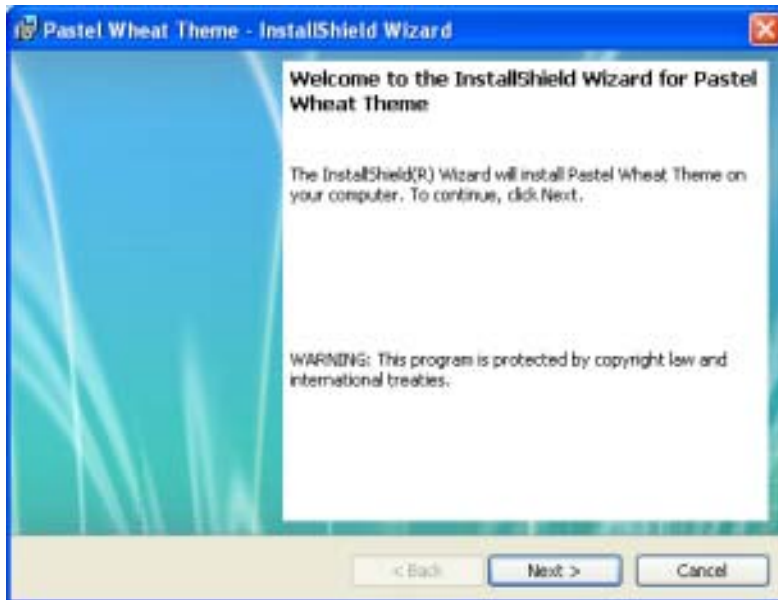 Pastel Wheat Theme - InstallShield Wizard
Welcome to the InstallShield Wizard for Pastel
Wheat Theme
The InstallShield(R) Wizard will install Pastel Wheat Theme on
your computer. To continue, click Next.
WARNING: This program is protected by copyright law and
international treaties.
< Back
Next >
Cancel